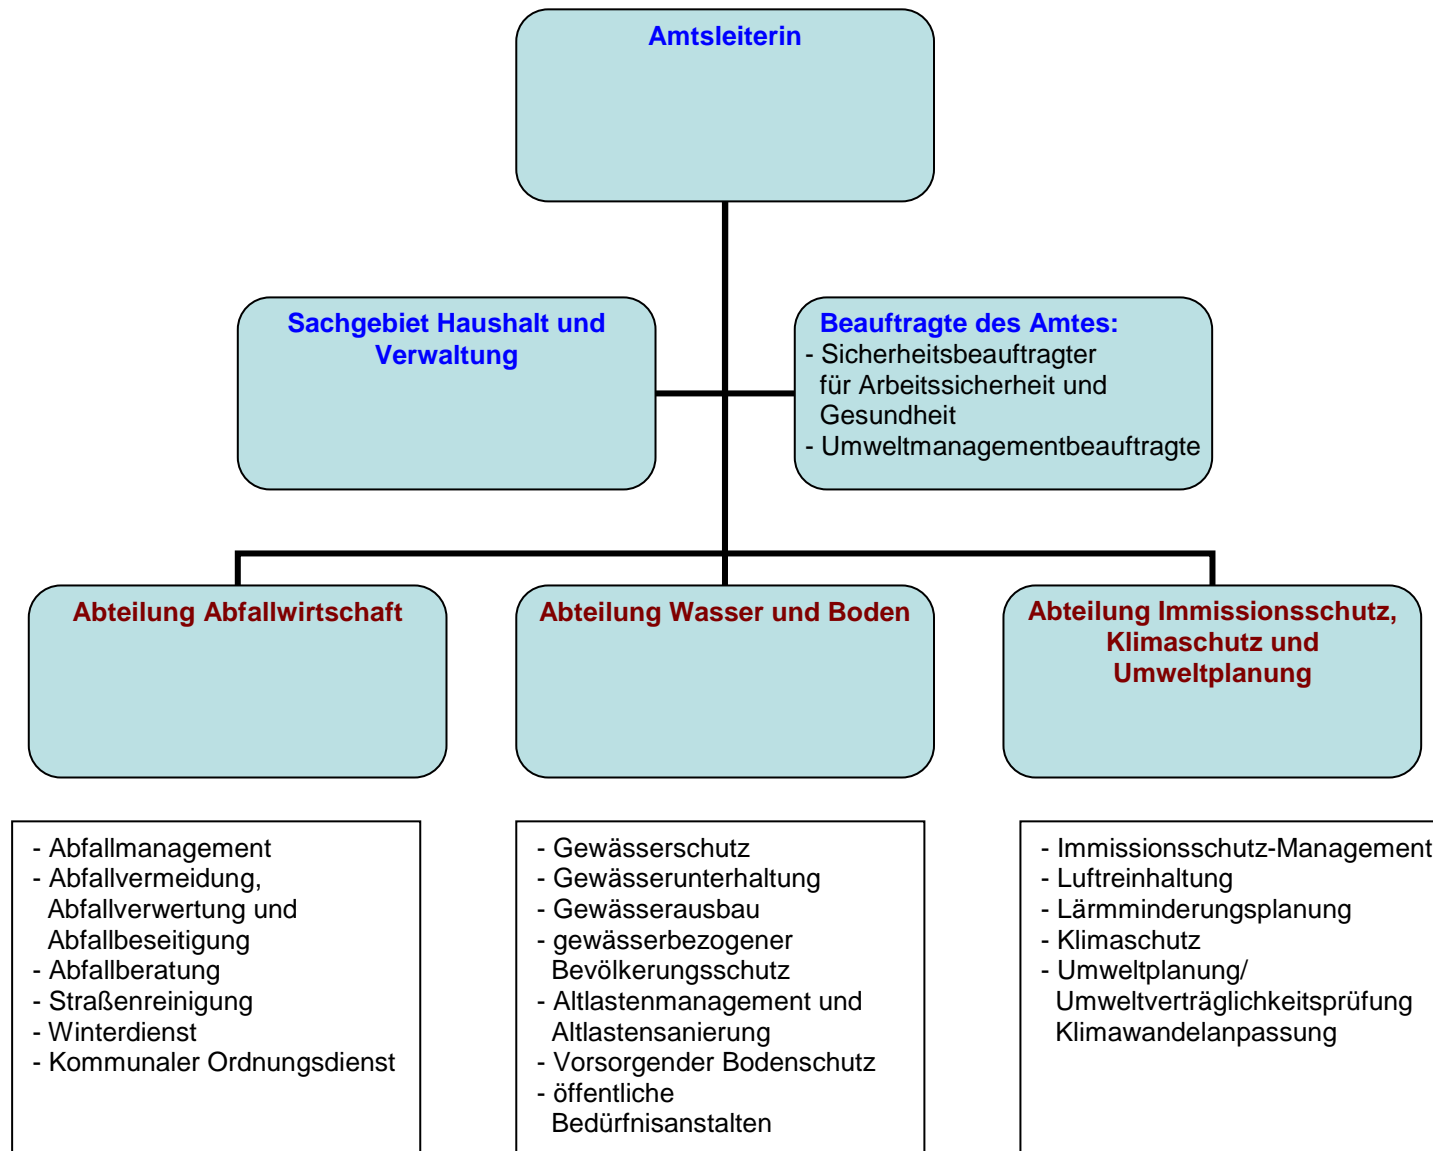 Amtsleiterin
Sachgebiet Haushalt und
Verwaltung
Beauftragte des Amtes:
- Sicherheitsbeauftragter
für Arbeitssicherheit und
Gesundheit
- Umweltmanagementbeauftragte
Abteilung Abfallwirtschaft
Abteilung Wasser und Boden
Abteilung Immissionsschutz,
Klimaschutz und
Umweltplanung
- Abfallmanagement
- Abfallvermeidung,
Abfallverwertung und
Abfallbeseitigung
- Abfallberatung
- Straßenreinigung
- Winterdienst
- Kommunaler Ordnungsdienst
- Gewässerschutz
- Gewässerunterhaltung
- Gewässerausbau
- gewässerbezogener
Bevölkerungsschutz
- Altlastenmanagement und
Altlastensanierung
- Vorsorgender Bodenschutz
- öffentliche
Bedürfnisanstalten
- Immissionsschutz-Management
- Luftreinhaltung
- Lärmminderungsplanung
- Klimaschutz
- Umweltplanung/
Umweltverträglichkeitsprüfung
Klimawandelanpassung